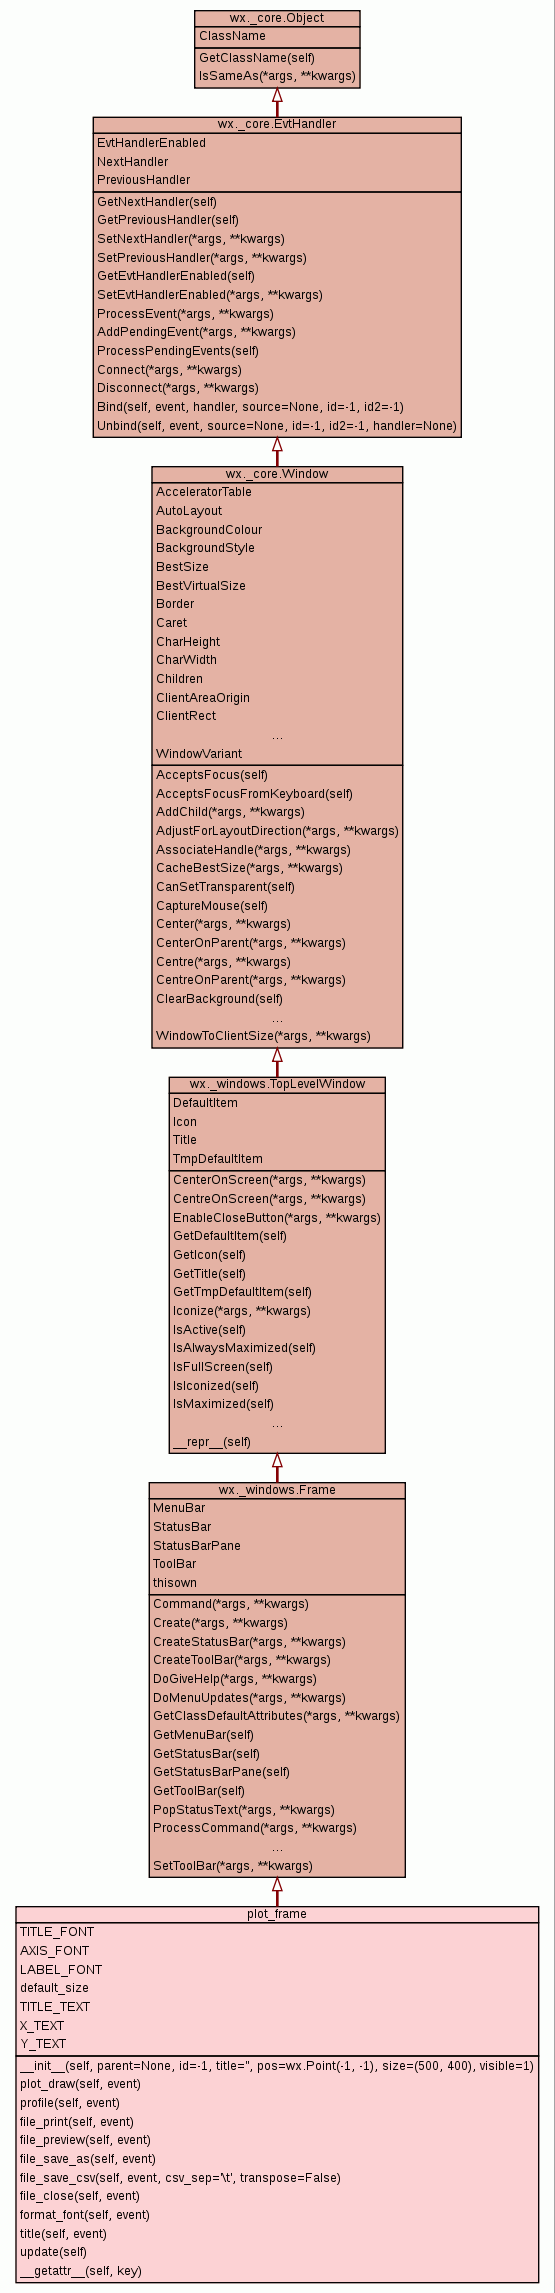 wx._core.Object
ClassName
GetClassName(self)
IsSameAs(*args, **kwargs)
wx._core.EvtHandler
EvtHandlerEnabled
NextHandler
PreviousHandler
GetNextHandler(self)
GetPreviousHandler(self)
SetNextHandler(*args, **kwargs)
SetPreviousHandler(*args, **kwargs)
GetEvtHandlerEnabled(self)
SetEvtHandlerEnabled(*args, **kwargs)
ProcessEvent(*args, **kwargs)
AddPendingEvent(*args, **kwargs)
ProcessPendingEvents(self)
Connect(*args, **kwargs)
Disconnect(*args, **kwargs)
Bind(self, event, handler, source=None, id=-1, id2=-1)
Unbind(self, event, source=None, id=-1, id2=-1, handler=None)
wx._core.Window
AcceleratorTable
AutoLayout
BackgroundColour
BackgroundStyle
BestSize
BestVirtualSize
Border
Caret
CharHeight
CharWidth
Children
ClientAreaOrigin
ClientRect
...
WindowVariant
AcceptsFocus(self)
AcceptsFocusFromKeyboard(self)
AddChild(*args, **kwargs)
AdjustForLayoutDirection(*args, **kwargs)
AssociateHandle(*args, **kwargs)
CacheBestSize(*args, **kwargs)
CanSetTransparent(self)
CaptureMouse(self)
Center(*args, **kwargs)
CenterOnParent(*args, **kwargs)
Centre(*args, **kwargs)
CentreOnParent(*args, **kwargs)
ClearBackground(self)
...
WindowToClientSize(*args, **kwargs)
wx._windows.TopLevelWindow
DefaultItem
Icon
Title
TmpDefaultItem
CenterOnScreen(*args, **kwargs)
CentreOnScreen(*args, **kwargs)
EnableCloseButton(*args, **kwargs)
GetDefaultItem(self)
GetIcon(self)
GetTitle(self)
GetTmpDefaultItem(self)
Iconize(*args, **kwargs)
IsActive(self)
IsAlwaysMaximized(self)
IsFullScreen(self)
IsIconized(self)
IsMaximized(self)
...
__repr__(self)
wx._windows.Frame
MenuBar
StatusBar
StatusBarPane
ToolBar
thisown
Command(*args, **kwargs)
Create(*args, **kwargs)
CreateStatusBar(*args, **kwargs)
CreateToolBar(*args, **kwargs)
DoGiveHelp(*args, **kwargs)
DoMenuUpdates(*args, **kwargs)
GetClassDefaultAttributes(*args, **kwargs)
GetMenuBar(self)
GetStatusBar(self)
GetStatusBarPane(self)
GetToolBar(self)
PopStatusText(*args, **kwargs)
ProcessCommand(*args, **kwargs)
...
SetToolBar(*args, **kwargs)
plot_frame
TITLE_FONT
AXIS_FONT
LABEL_FONT
default_size
TITLE_TEXT
X_TEXT
Y_TEXT
__init__(self, parent=None, id=-1, title='', pos=wx.Point(-1, -1), size=(500, 400), visible=1)
plot_draw(self, event)
profile(self, event)
file_print(self, event)
file_preview(self, event)
file_save_as(self, event)
file_save_csv(self, event, csv_sep='\t', transpose=False)
file_close(self, event)
format_font(self, event)
title(self, event)
update(self)
__getattr__(self, key)